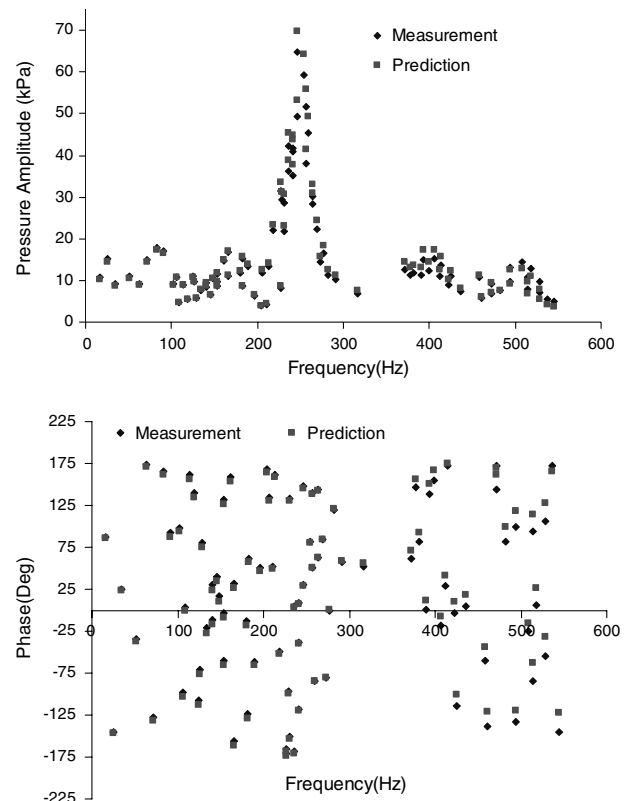 70
60
50
40
30
20
10
0
Pressure Amplitude (kPa)
Measurement
Prediction
0 100 200 300 400 500 600
Frequency(Hz)
225
175
125
75
25
-25
-75
-125
-175
-225
Phase(Deg)
Measurement Prediction
0 100 200 300 400 500 600
Frequency(Hz)